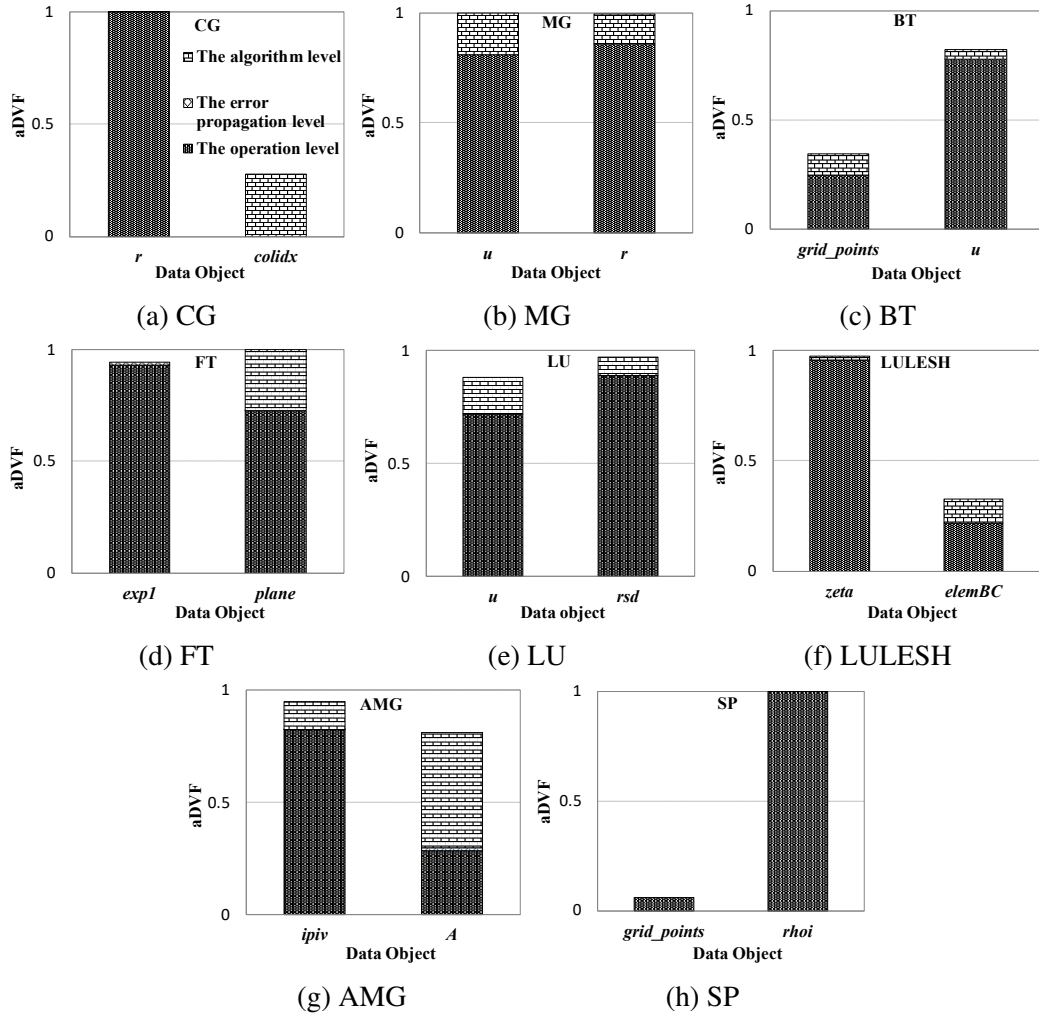 1
CG
The algorithm level
The error
propagation level
The operation level
aDVF
0.5
0
r
colidx
Data Object
(a) CG
1
MG
aDVF
0.5
0
u
r
Data Object
(b) MG
1
BT
aDVF
0.5
0
grid_points
u
Data Object
(c) BT
1
FT
aDVF
0.5
0
exp1
plane
Data Object
(d) FT
1
LU
aDVF
0.5
0
u
rsd
Data object
(e) LU
1
LULESH
aDVF
0.5
0
zeta
elemBC
Data object
(f) LULESH
1
AMG
aDVF
0.5
0
ipiv
A
Data Object
(g) AMG
1
SP
aDVF
0.5
0
grid_points
rhoi
Data Object
(h) SP